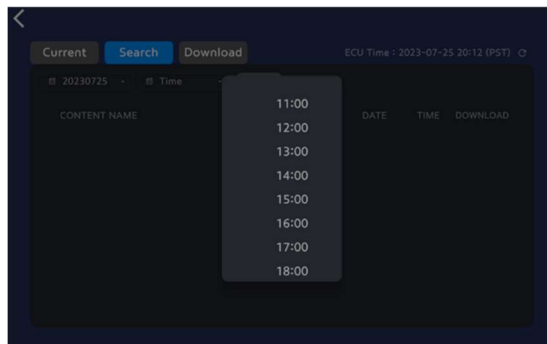 Current Search Download ECU Time : 2023-07-25 20:12 (PST)
20230725 Time
CONTENT NAME DATE TIME DOWNLOAD
11:00
12:00
13:00
14:00
15:00
16:00
17:00
18:00